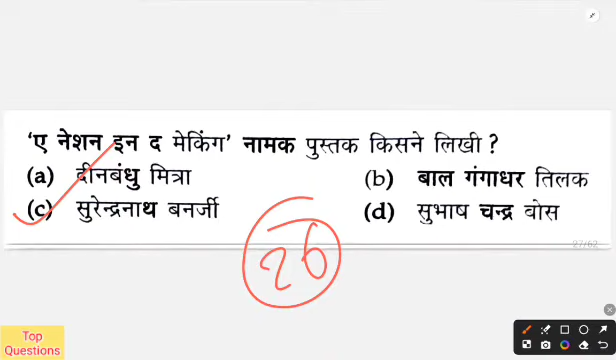 'ए नेशन इन द मेकिंग' नामक पुस्तक किसने लिखी ?
(a) दीनबंधु मित्रा (b) बाल गंगाधर तिलक
(c) सुरेन्द्रनाथ बनर्जी (d) सुभाष चन्द्र बोस
27/62
26
Top
Questions